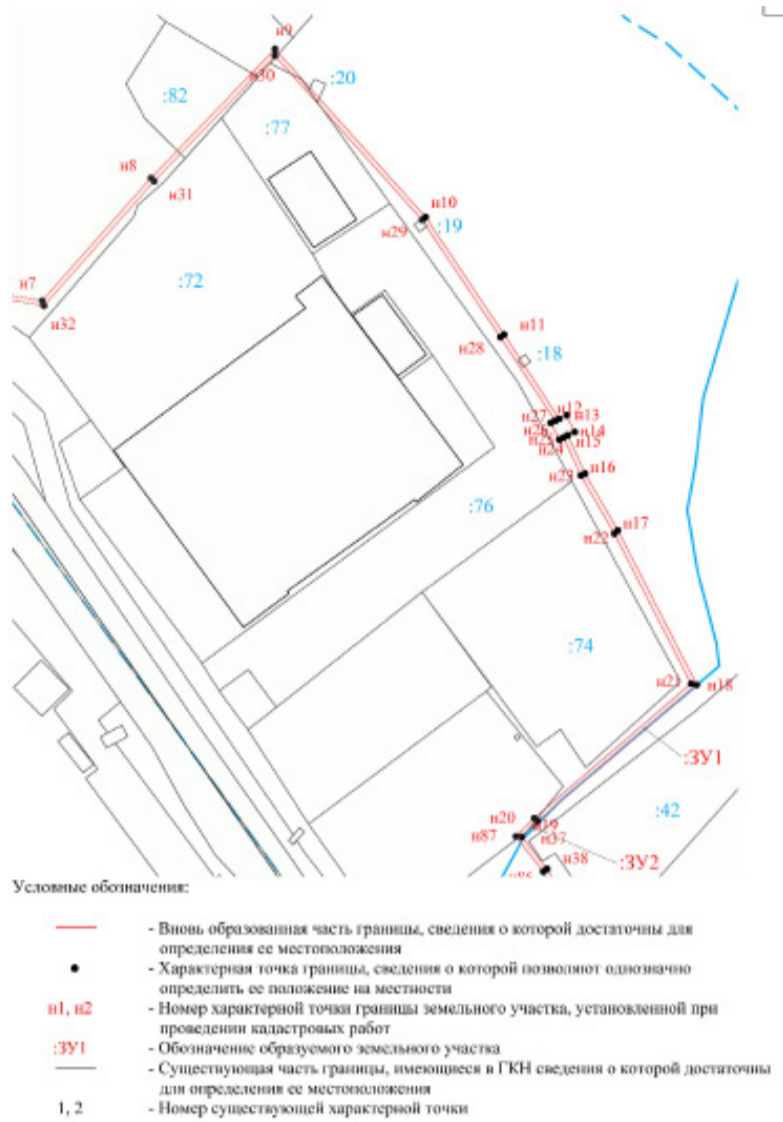 н9
н30
:20
:82
:77
н8
н31
н10
н29
:19
:72
н7
н32
н11
н28
:18
н12
н27
н13
н26
н14
н25
н15
н24
н16
н23
:76
н17
н22
:74
н21
н18
:ЗУ1
:42
н20
н19
н87
н37
н38
:ЗУ2
н86
Условные обозначения:
- Вновь образованная часть границы, сведения о которой достаточны для
определения ее местоположения
- Характерная точка границы, сведения о которой позволяют однозначно
определить ее положение на местности
н1, н2 - Номер характерной точки границы земельного участка, установленной при
проведении кадастровых работ
:ЗУ1 - Обозначение образуемого земельного участка
- Существующая часть границы, имеющиеся в ГКН сведения о которой достаточны
для определения ее местоположения
1, 2 - Номер существующей характерной точки